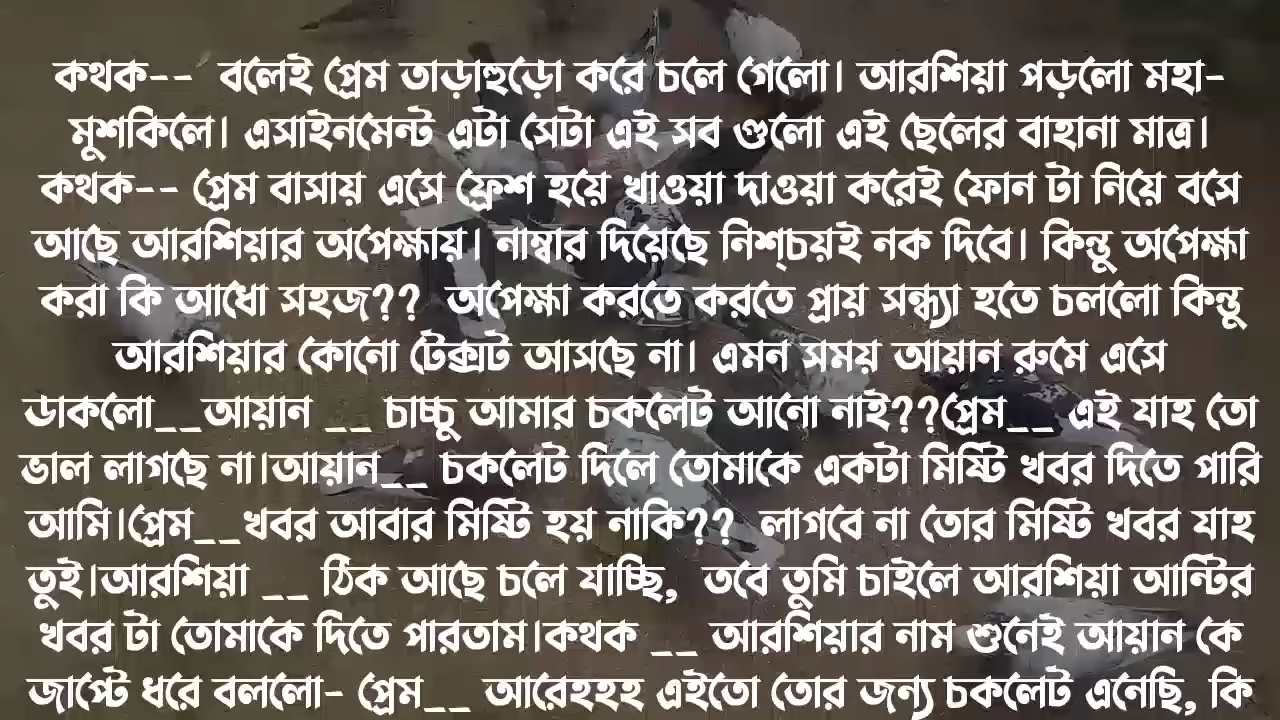 কথক-- বলেই প্রেম তাড়াহুড়ো করে চলে গেলো। আরশিয়া পড়লো মহা-
মুশকিলে। এসাইনমেন্ট এটা সেটা এই সব গুলো এই ছেলের বাহানা মাত্র।
কথক-- প্রেম বাসায় এসে ফ্রেশ হয়ে খাওয়া দাওয়া করেই ফোন টা নিয়ে বসে
আছে আরশিয়ার অপেক্ষায়। নাম্বার দিয়েছে নিশ্চয়ই নক দিবে। কিন্তু অপেক্ষা
করা কি আধো সহজ?? অপেক্ষা করতে করতে প্রায় সন্ধ্যা হতে চললো কিন্তু
আরশিয়ার কোনো টেক্সট আসছে না। এমন সময় আয়ান রুমে এসে
ডাকলো__আয়ান __ চাচ্চু আমার চকলেট আনো নাই??প্রেম__ এই যাহ তো
ভাল লাগছে না।আয়ান__ চকলেট দিলে তোমাকে একটা মিষ্টি খবর দিতে পারি
আমি।প্রেম__খবর আবার মিষ্টি হয় নাকি?? লাগবে না তোর মিষ্টি খবর যাহ
তুই।আরশিয়া __ ঠিক আছে চলে যাচ্ছি, তবে তুমি চাইলে আরশিয়া আন্টির
খবর টা তোমাকে দিতে পারতাম।কথক __ আরশিয়ার নাম শুনেই আয়ান কে
জাপ্টে ধরে বললো- প্রেম__ আরেহহহ এইতো তোর জন্য চকলেট এনেছি, কি